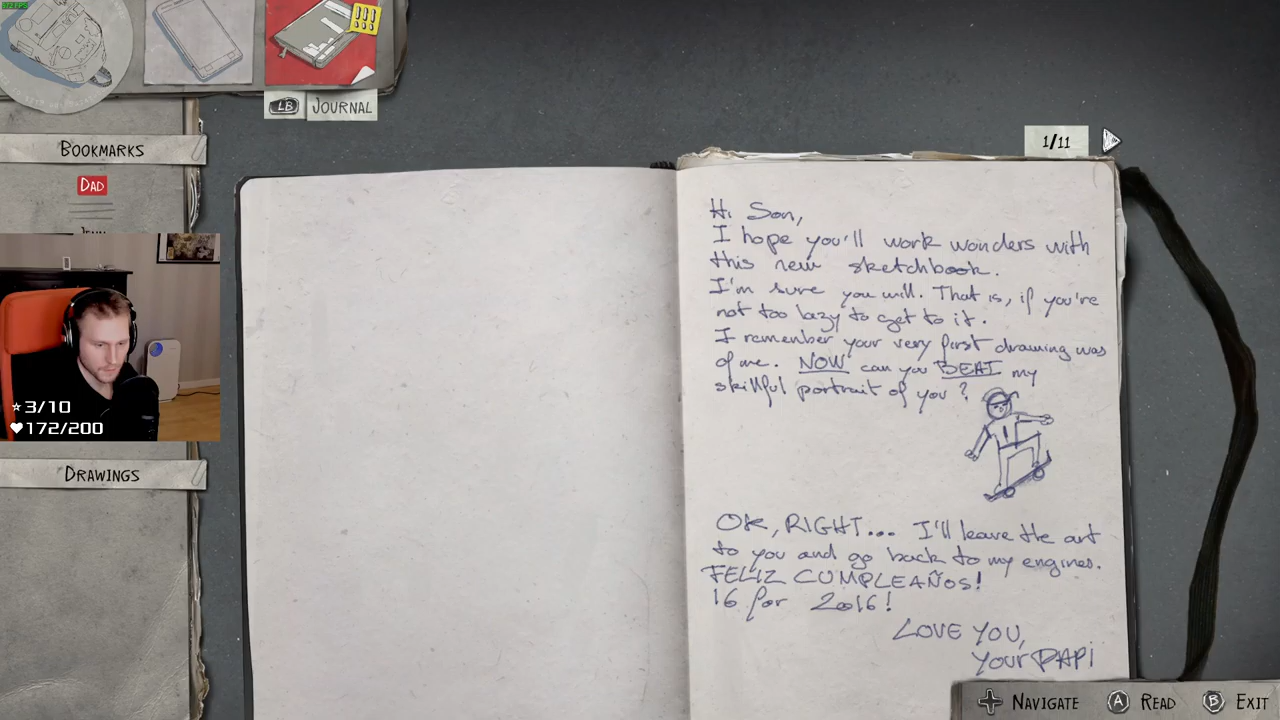 LB JOURNAL
BOOKMARKS
DAD
3/10
172/200
DRAWINGS
1/11
Hi Son,
I hope you'll work wonders with
this new sketchbook.
I'm sure you will. That is, if you're
not too lazy to get to it.
I remember your very first drawing was
of me. NOW can you BEAT my
skillful portrait of you?
OK, RIGHT... I'll leave the art
to you and go back to my engines.
FELIZ CUMPLEAÑOS!
16 for 2016!
LOVE YOU,
your PAPI
NAVIGATE A READ B EXIT